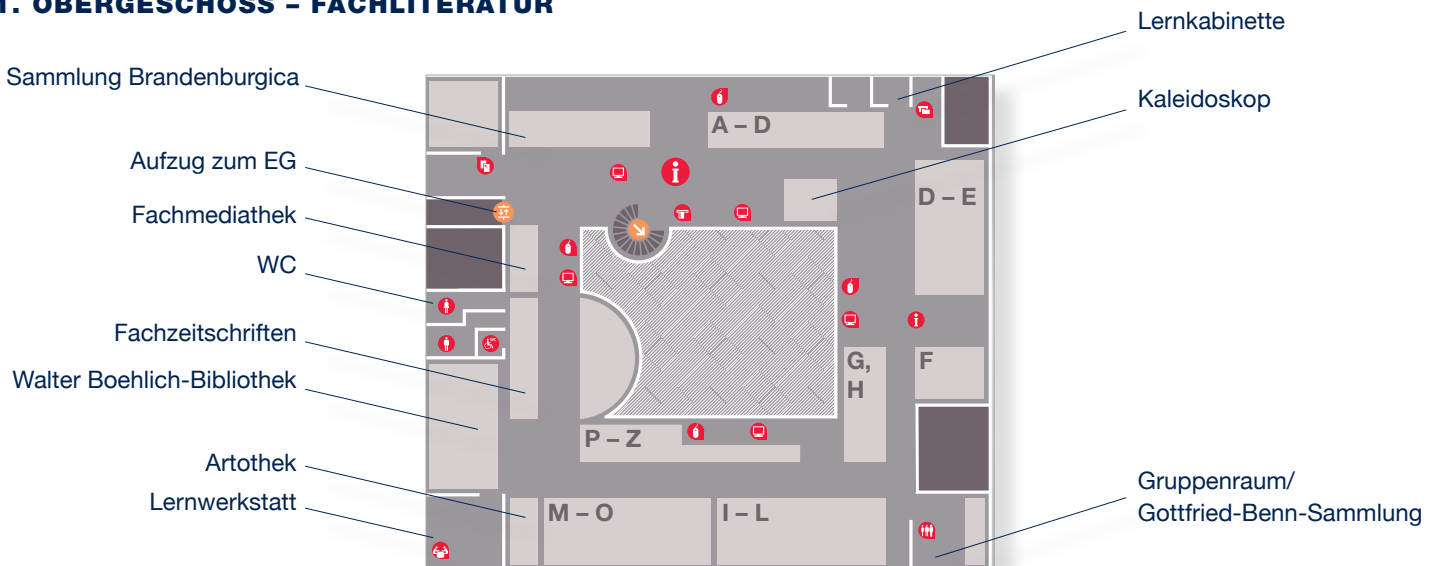 1. OBERGESCHOSS – FACHLITERATUR
Lernkabinette
Sammlung Brandenburgica
Kaleidoskop
A – D
Aufzug zum EG
D – E
Fachmediathek
WC
Fachzeitschriften
G,
H
F
Walter Boehlich-Bibliothek
P – Z
Artothek
Lernwerkstatt
M – O
I – L
Gruppenraum/
Gottfried-Benn-Sammlung